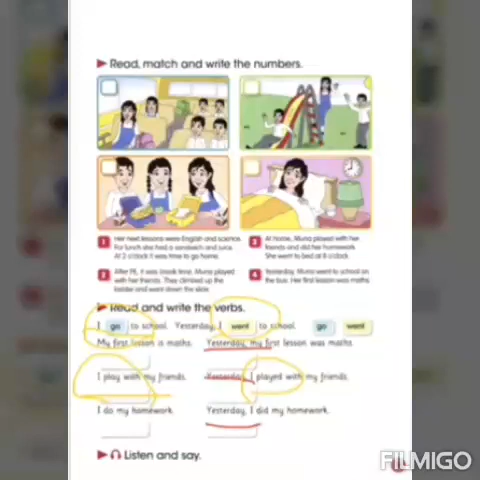 Read, match and write the numbers.
1 Her next lessons were English and science.
For lunch she had a sandwich and juice.
At 2 o'clock it was time to go home.
2 After PE, it was break time. Muna played
with her friends. They climbed up the
ladder and went down the slide.
3 At home, Muna played with her
friends and did her homework.
She went to bed at 8 o'clock.
4 Yesterday, Muna went to school on
the bus. Her first lesson was maths.
Read and write the verbs.
I go to school. Yesterday, I went to school. go went
My first lesson is maths. Yesterday, my first lesson was maths.
I play with my friends. Yesterday, I played with my friends.
I do my homework. Yesterday, I did my homework.
Listen and say.
FILMIGO